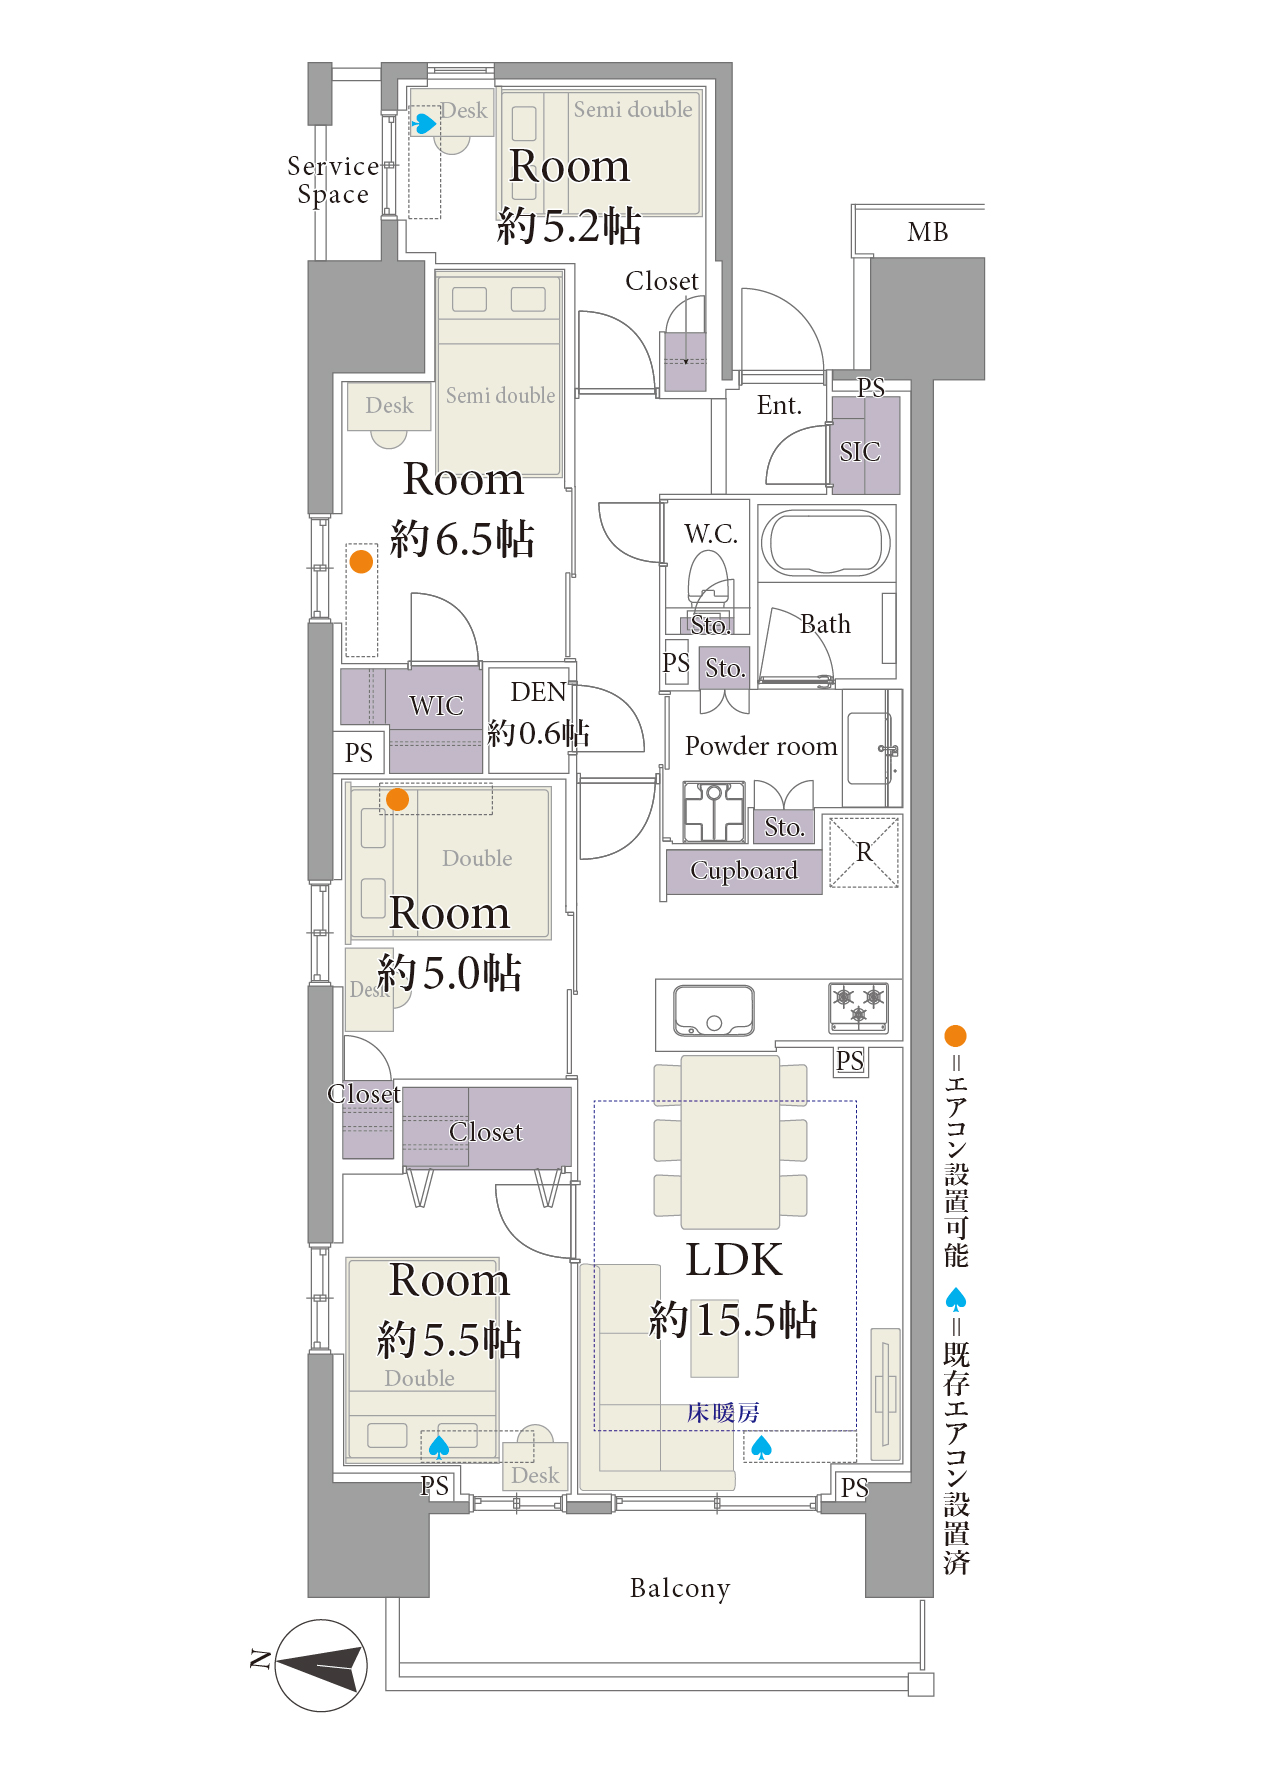 Desk
Semi double
Room
約5.2帖
Service
Space
MB
Closet
PS
Ent.
SIC
Desk
Semi double
Room
約6.5帖
W.C.
Sto.
Bath
PS
Sto.
WIC
DEN
約0.6帖
PS
Powder room
Sto.
R
Cupboard
Double
Room
約5.0帖
Desk
PS
Closet
Closet
LDK
約15.5帖
Room
約5.5帖
Double
床暖房
Desk
PS
PS
Balcony
N
=エアコン設置可能
=既存エアコン設置済